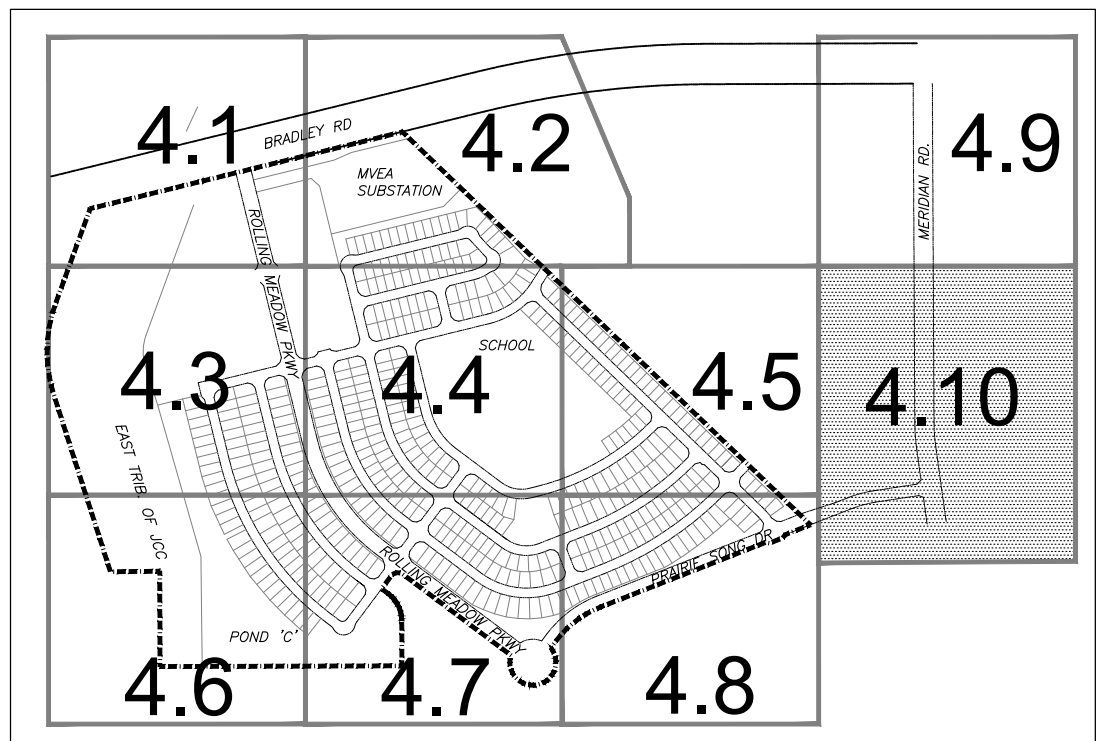 4.1
BRADLEY RD
4.2
4.9
MVEA
SUBSTATION
MERIDIAN RD.
ROLLING MEADOW PKWY
SCHOOL
4.3
4.4
4.5
4.10
EAST TRIB. OF JCC
ROLLING MEADOW PKWY
PRAIRIE SONG DR
POND 'C'
4.6
4.7
4.8